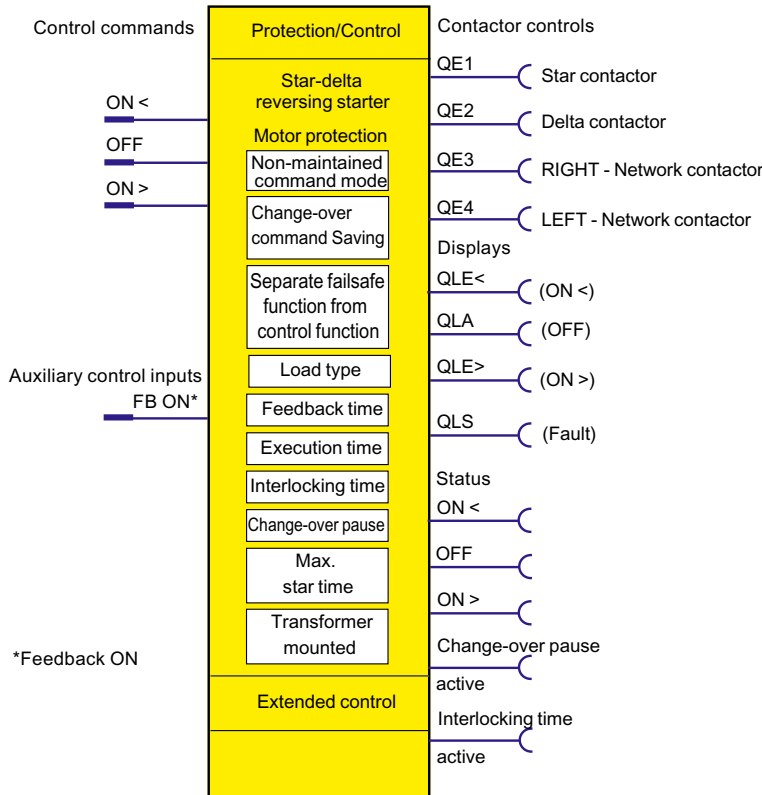 Control commands
ON <
OFF
ON >
Auxiliary control inputs
FB ON*
*Feedback ON
Protection/Control
Star-delta
reversing starter
Motor protection
Non-maintained
command mode
Change-over
command Saving
Separate failsafe
function from
control function
Load type
Feedback time
Execution time
Interlocking time
Change-over pause
Max.
star time
Transformer
mounted
Extended control
Contactor controls
QE1
Star contactor
QE2
Delta contactor
QE3
RIGHT - Network contactor
QE4
LEFT - Network contactor
Displays
QLE<
(ON <)
QLA
(OFF)
QLE>
(ON >)
QLS
(Fault)
Status
ON <
OFF
ON >
Change-over pause
active
Interlocking time
active